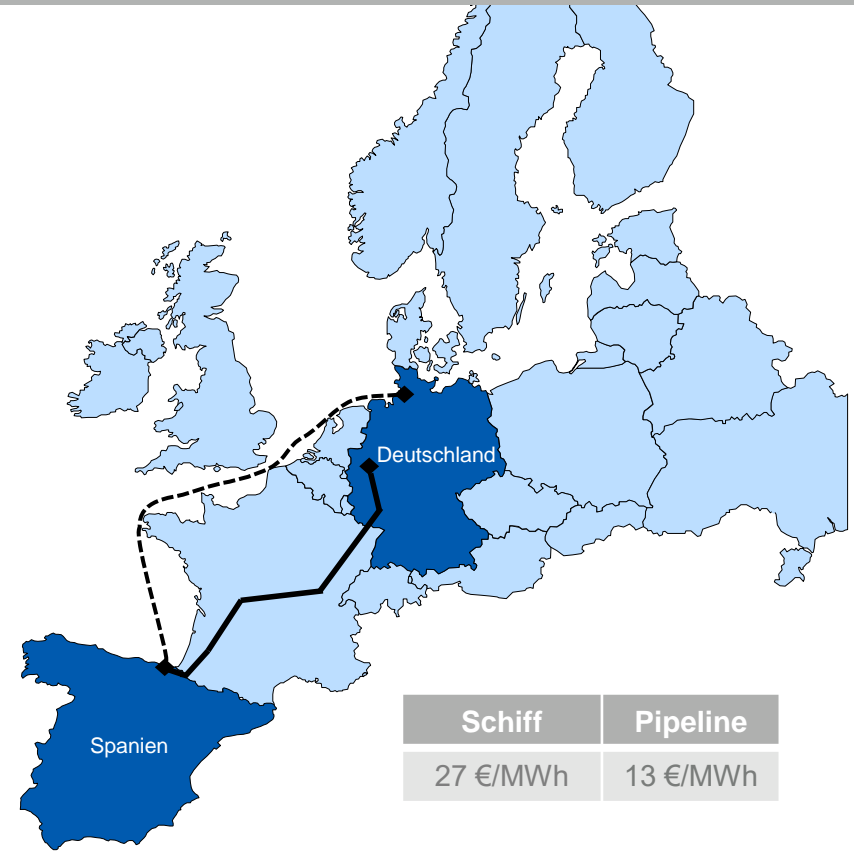 Deutschland
Spanien
Schiff Pipeline
27 €/MWh 13 €/MWh